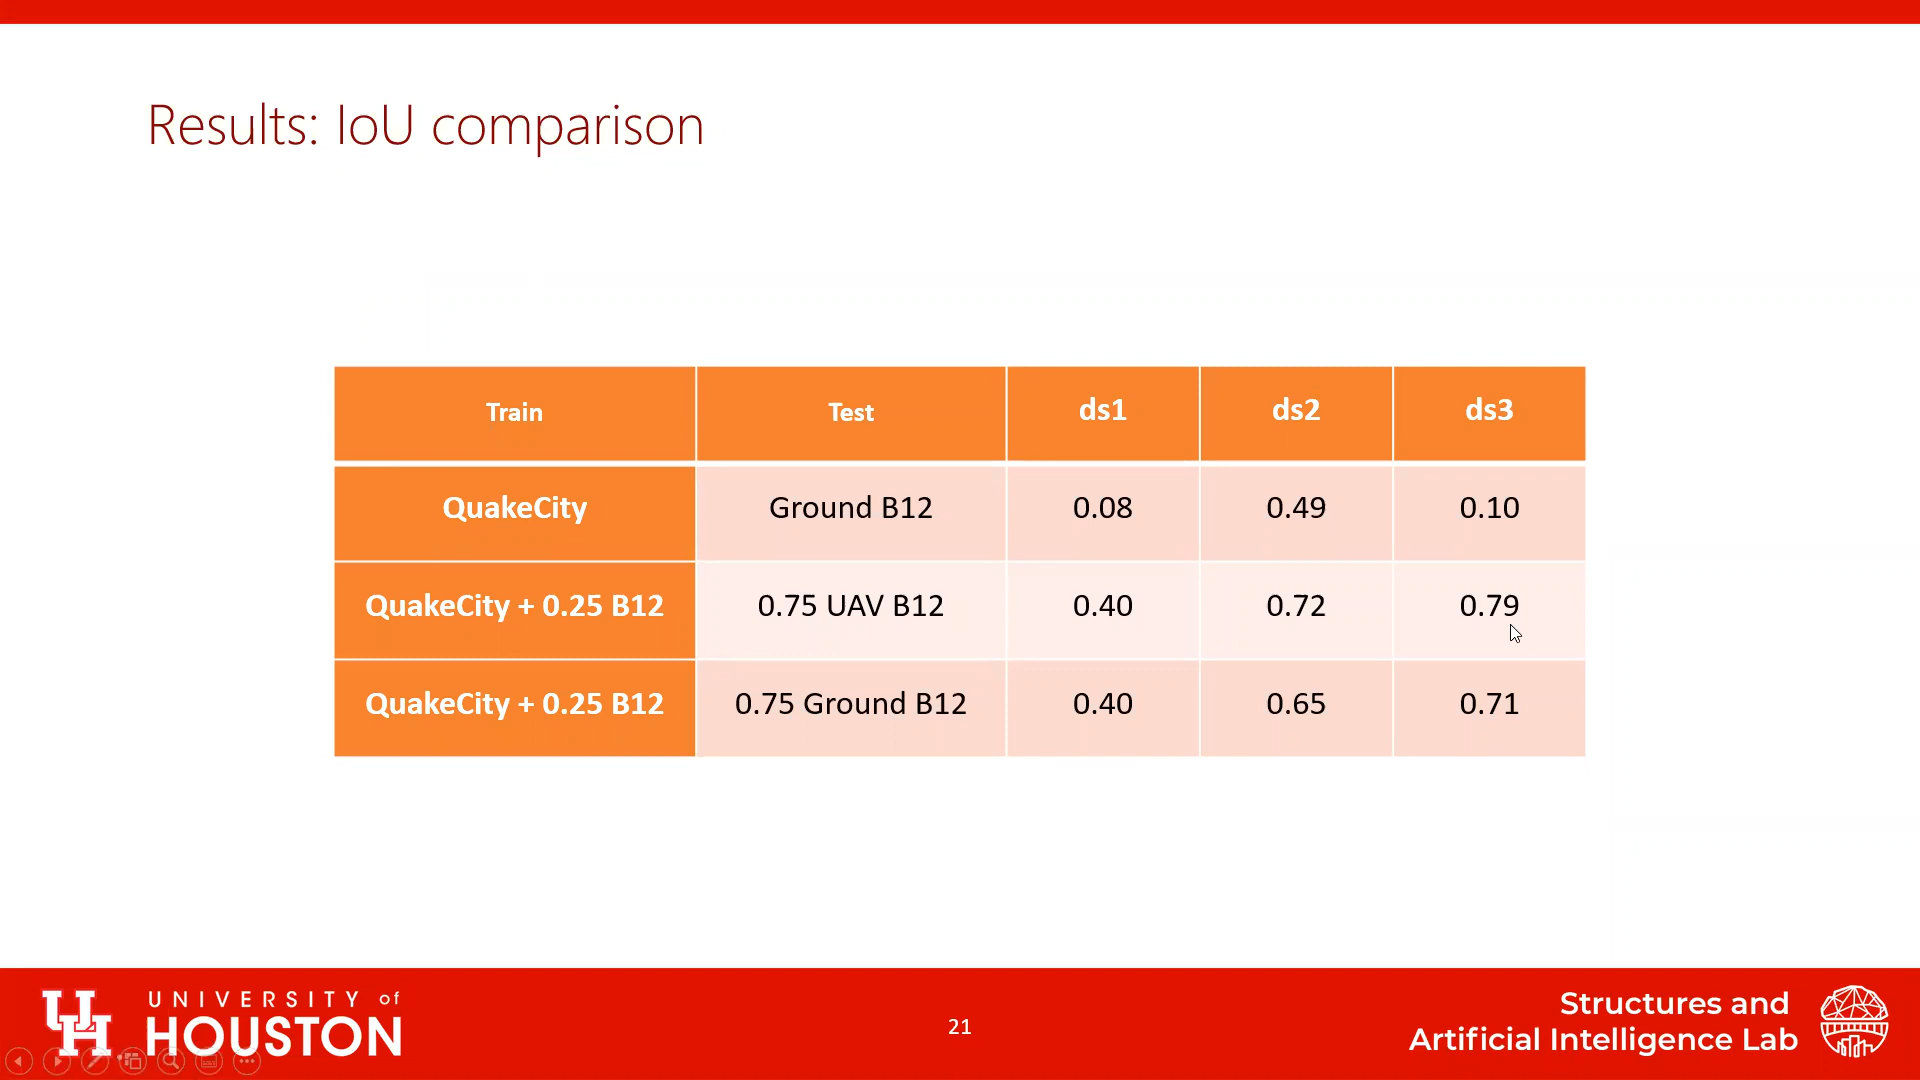 Results: IoU comparison
Train Test ds1 ds2 ds3
QuakeCity Ground B12 0.08 0.49 0.10
QuakeCity + 0.25 B12 0.75 UAV B12 0.40 0.72 0.79
QuakeCity + 0.25 B12 0.75 Ground B12 0.40 0.65 0.71
UNIVERSITY of
HOUSTON
21
Structures and
Artificial Intelligence Lab